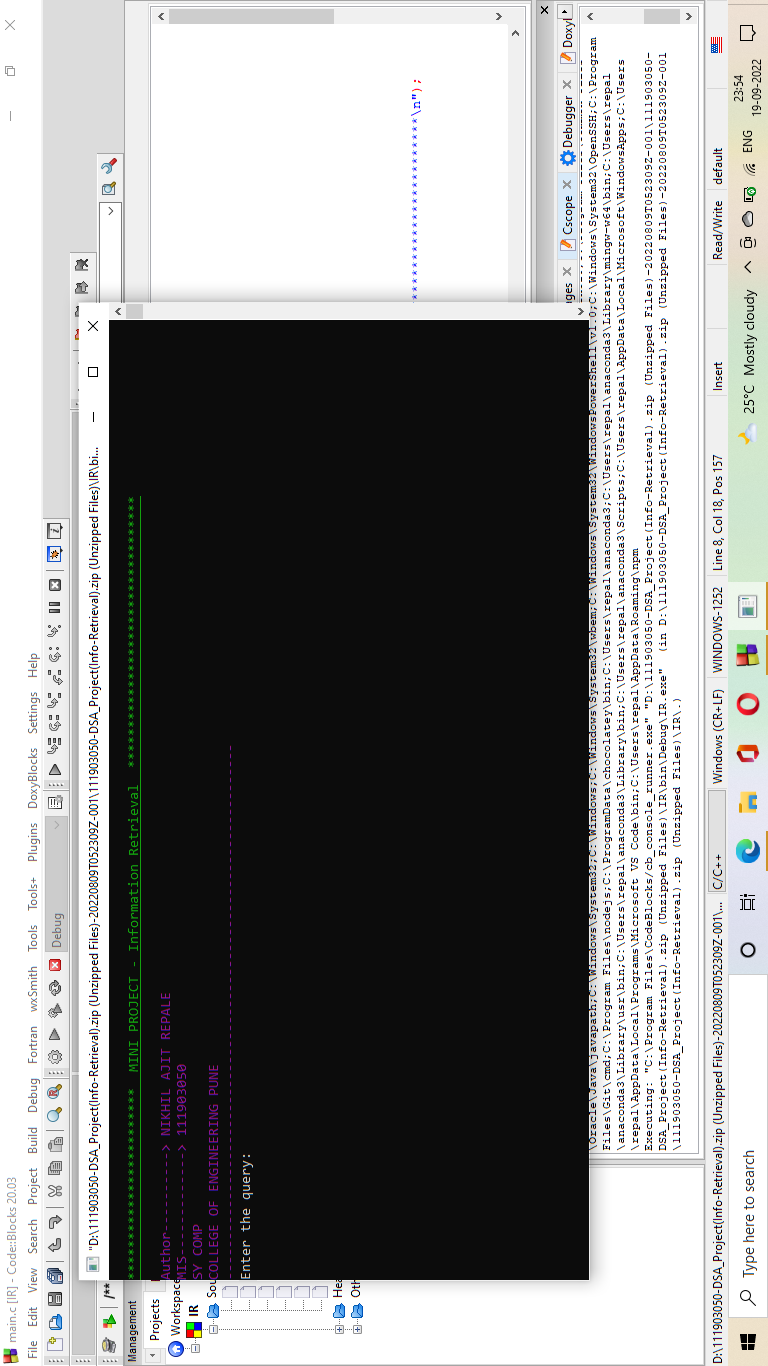 main.c [IR] - Code::Blocks 20.03
File Edit View Search Project Build Debug Fortran wxSmith Tools Tools+ Plugins DoxyBlocks Settings Help
Debug
/**
Management
Projects
Workspace
IR
Sou
Hea
Oth
"D:\111903050-DSA_Project(Info-Retrieval).zip (Unzipped Files)-20220809T052309Z-001\111903050-DSA_Project(Info-Retrieval).zip (Unzipped Files)\IR\bi...
MINI PROJECT - Information Retrieval
Author------------> NIKHIL AJIT REPALE
MIS---------------> 111903050
SY COMP
COLLEGE OF ENGINEERING PUNE
Enter the query:
\n");
ges Cscope Debugger Doxy
\Oracle\Java\javapath;C:\Windows\System32;C:\Windows;C:\Windows\System32\wbem;C:\Windows\System32\WindowsPowerShell\v1.0;C:\Windows\System32\OpenSSH;C:\Program
Files\Git\cmd;C:\Program Files\nodejs;C:\ProgramData\chocolatey\bin;C:\Users\repal\anaconda3;C:\Users\repal\anaconda3\Library\mingw-w64\bin;C:\Users\repal
\anaconda3\Library\usr\bin;C:\Users\repal\anaconda3\Library\bin;C:\Users\repal\anaconda3\Scripts;C:\Users\repal\AppData\Local\Microsoft\WindowsApps;C:\Users
\repal\AppData\Local\Programs\Microsoft VS Code\bin;C:\Users\repal\AppData\Roaming\npm
Executing: "C:\Program Files\CodeBlocks/cb_console_runner.exe" "D:\111903050-DSA_Project(Info-Retrieval).zip (Unzipped Files)-20220809T052309Z-001\111903050-
DSA_Project(Info-Retrieval).zip (Unzipped Files)\IR\bin\Debug\IR.exe" (in D:\111903050-DSA_Project(Info-Retrieval).zip (Unzipped Files)-20220809T052309Z-001
\111903050-DSA_Project(Info-Retrieval).zip (Unzipped Files)\IR\.)
D:\111903050-DSA_Project(Info-Retrieval).zip (Unzipped Files)-20220809T052309Z-001\... C/C++ Windows (CR+LF) WINDOWS-1252 Line 8, Col 18, Pos 157 Insert Read/Write default
Type here to search
25°C Mostly cloudy
ENG
23:54
19-09-2022